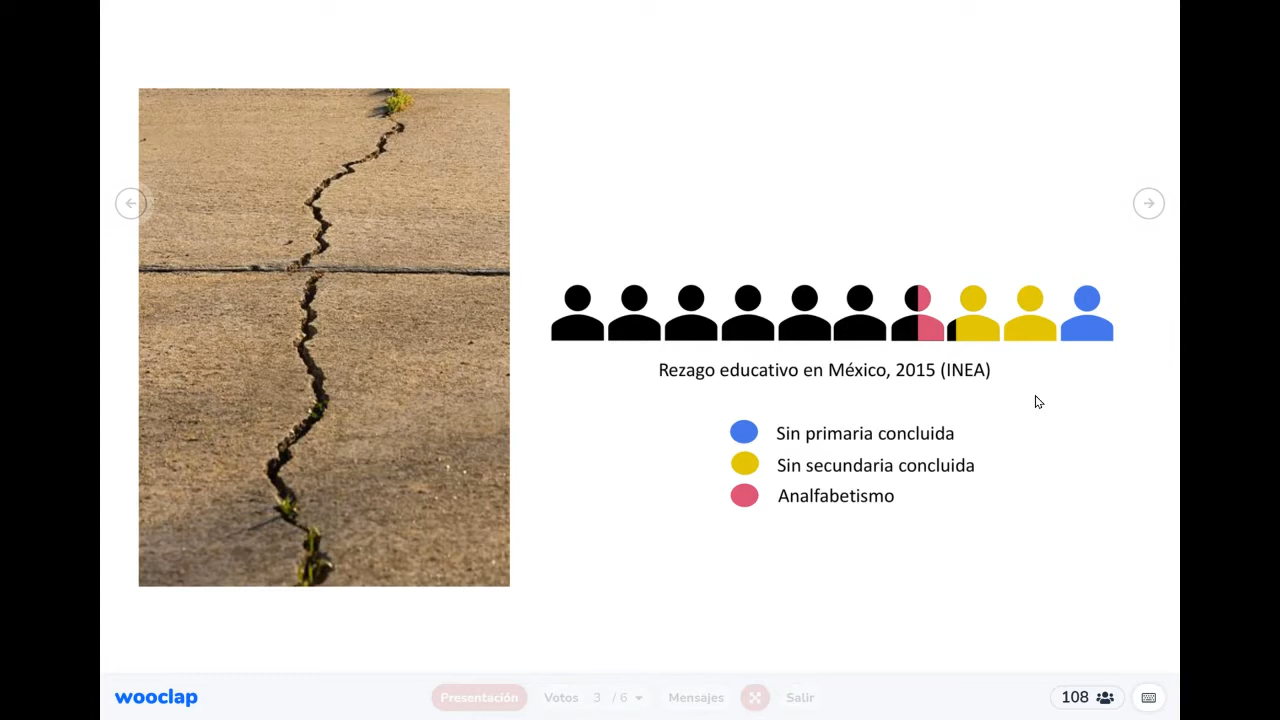 Rezago educativo en México, 2015 (INEA)
Sin primaria concluida
Sin secundaria concluida
Analfabetismo
wooclap
Presentación Votos 3 / 6 Mensajes Salir 108